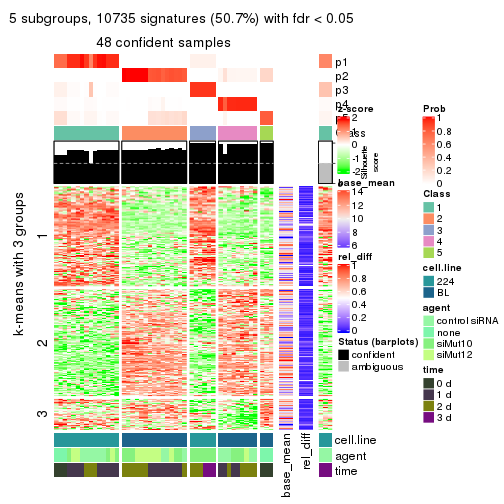 5 subgroups, 10735 signatures (50.7%) with fdr < 0.05
48 confident samples
p1
p2
p3
p4
Silhouette
score
k-means with 3 groups
1
2
3
base_mean
rel_diff
cell.line
agent
time
z-score
2
1
0
-1
-2
base_mean
14
12
10
8
6
rel_diff
1
0.8
0.6
0.4
0.2
0
Status (barplots)
confident
ambiguous
Prob
1
0.8
0.6
0.4
0.2
0
Class
1
2
3
4
5
cell.line
224
BL
agent
control siRNA
none
siMut10
siMut12
time
0 d
1 d
2 d
3 d